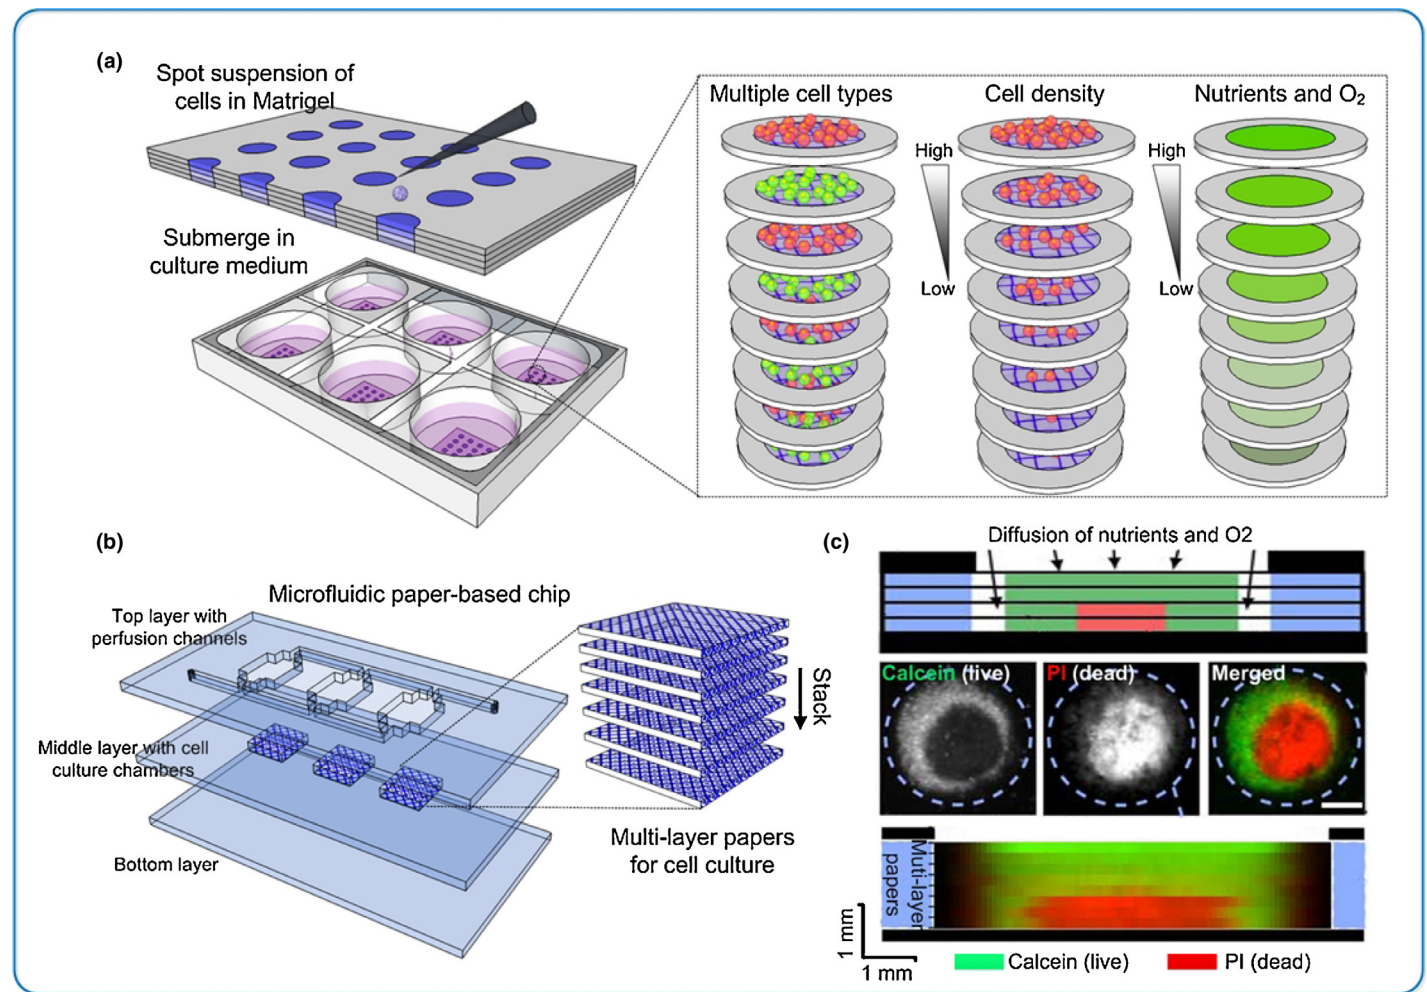 (a)
Spot suspension of
cells in Matrigel
Submerge in
culture medium
Multiple cell types
Cell density
Nutrients and O₂
High
Low
High
Low
(b)
Microfluidic paper-based chip
Top layer with
perfusion channels
Middle layer with cell
culture chambers
Bottom layer
Stack
Multi-layer papers
for cell culture
(c)
Diffusion of nutrients and O2
Calcein (live)
PI (dead)
Merged
Muti-layer
papers
1 mm
1 mm
Calcein (live)
PI (dead)